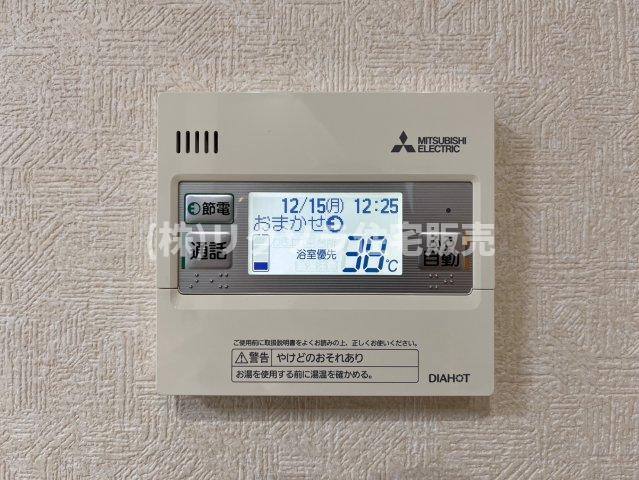 MITSUBISHI
ELECTRIC
節電
12/15(月) 12:25
おまかせ
通話
浴室優先 38℃
自動
ご使用前に取扱説明書をよくお読みの上、正しくお使いください。
警告 やけどのおそれあり
お湯を使用する前に湯温を確かめる。
DIAHOT